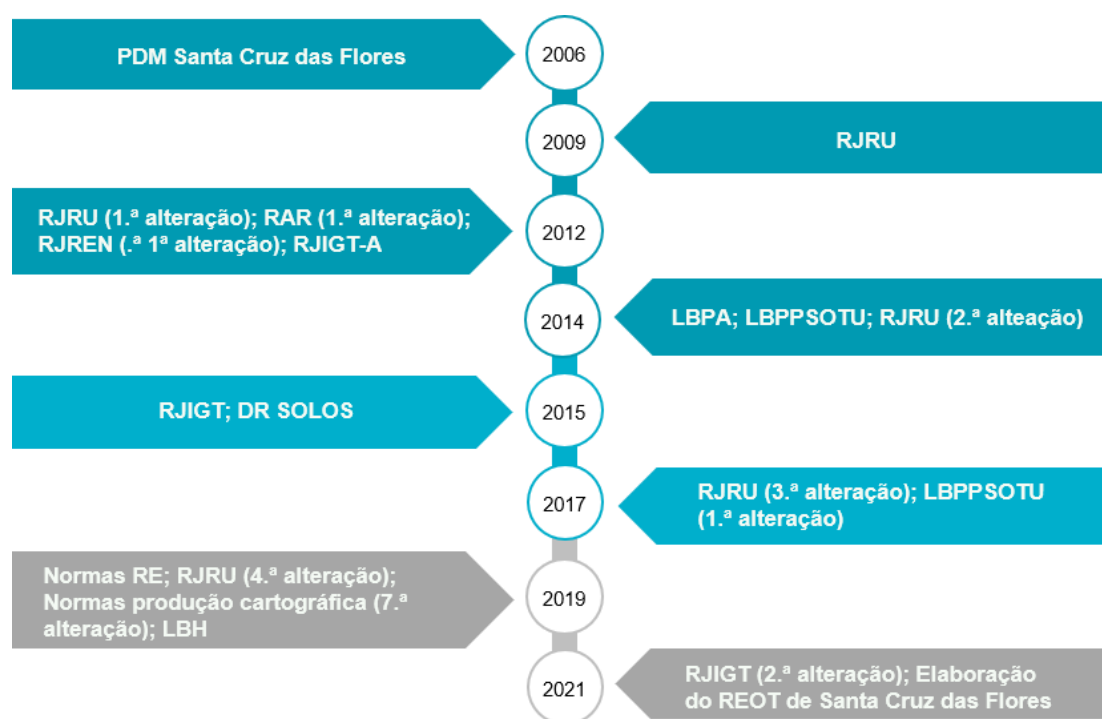 PDM Santa Cruz das Flores
2006
2009
RJRU
RJRU (1.ª alteração); RAR (1.ª alteração);
RJREN (.ª 1ª alteração); RJIGT-A
2012
2014
LBPA; LBPPSOTU; RJRU (2.ª alteação)
RJIGT; DR SOLOS
2015
2017
RJRU (3.ª alteração); LBPPSOTU
(1.ª alteração)
Normas RE; RJRU (4.ª alteração);
Normas produção cartográfica (7.ª
alteração); LBH
2019
2021
RJIGT (2.ª alteração); Elaboração
do REOT de Santa Cruz das Flores